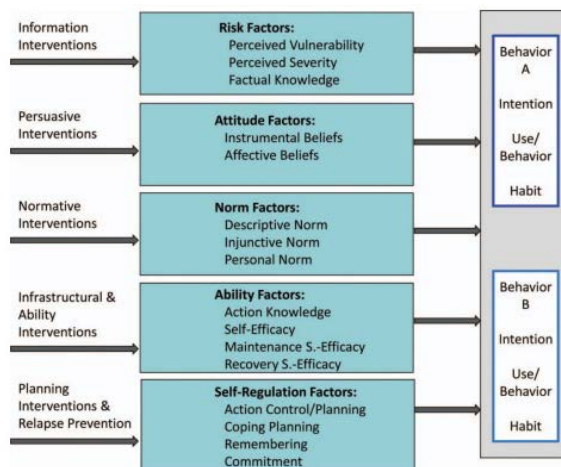 Information
Interventions
Risk Factors:
Perceived Vulnerability
Perceived Severity
Factual Knowledge
Persuasive
Interventions
Attitude Factors:
Instrumental Beliefs
Affective Beliefs
Normative
Interventions
Norm Factors:
Descriptive Norm
Injunctive Norm
Personal Norm
Infrastructural &
Ability
Interventions
Ability Factors:
Action Knowledge
Self-Efficacy
Maintenance S.-Efficacy
Recovery S.-Efficacy
Planning
Interventions &
Relapse Prevention
Self-Regulation Factors:
Action Control/Planning
Coping Planning
Remembering
Commitment
Behavior
A
Intention
Use/
Behavior
Habit
Behavior
B
Intention
Use/
Behavior
Habit